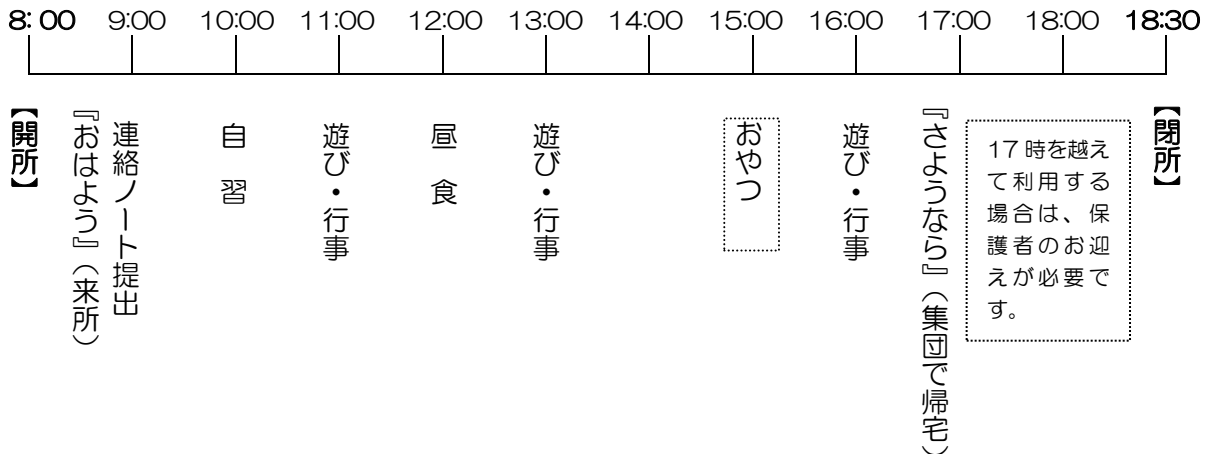 8:00 9:00 10:00 11:00 12:00 13:00 14:00 15:00 16:00 17:00 18:00 18:30
【開所】
『おはよう』（来所）
連絡ノート提出
自 習
遊び・行事
昼 食
遊び・行事
おやつ
遊び・行事
『さようなら』（集団で帰宅）
17時を越え
て利用する
場合は、保
護者のお迎
えが必要で
す。
【閉所】